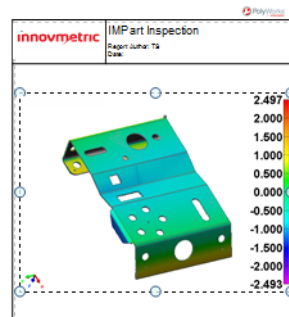 PolyWorks
innovmetric
IMPart Inspection
Report Author: TS
Date:
2.497
2.000
1.500
1.000
0.500
0.000
-0.500
-1.000
-1.500
-2.000
-2.493